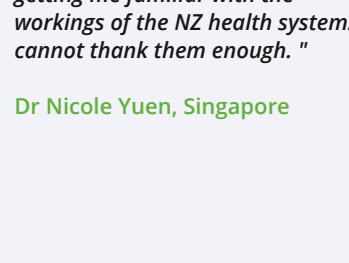 getting me familiar with the
workings of the NZ health system.
cannot thank them enough. "
Dr Nicole Yuen, Singapore